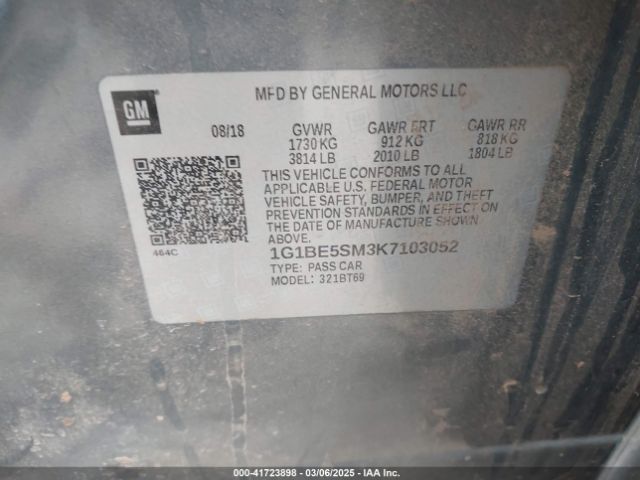 GM
MFD BY GENERAL MOTORS LLC
08/18 GVWR GAWR FRT GAWR RR
1730 KG 912 KG 818 KG
3814 LB 2010 LB 1804 LB
THIS VEHICLE CONFORMS TO ALL
APPLICABLE U.S. FEDERAL MOTOR
VEHICLE SAFETY, BUMPER, AND THEFT
PREVENTION STANDARDS IN EFFECT ON
THE DATE OF MANUFACTURE SHOWN
ABOVE.
464C
1G1BE5SM3K7103052
TYPE: PASS CAR
MODEL: 321BT69
000-41723898 - 03/06/2025 - IAA Inc.